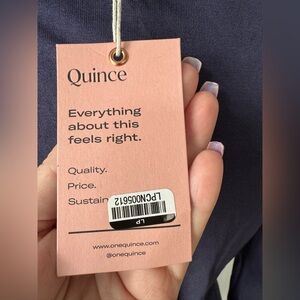 Quince
Everything
about this
feels right.
Quality.
Price.
Sustain
LPCN005612
LP
www.onequince.com
@onequince